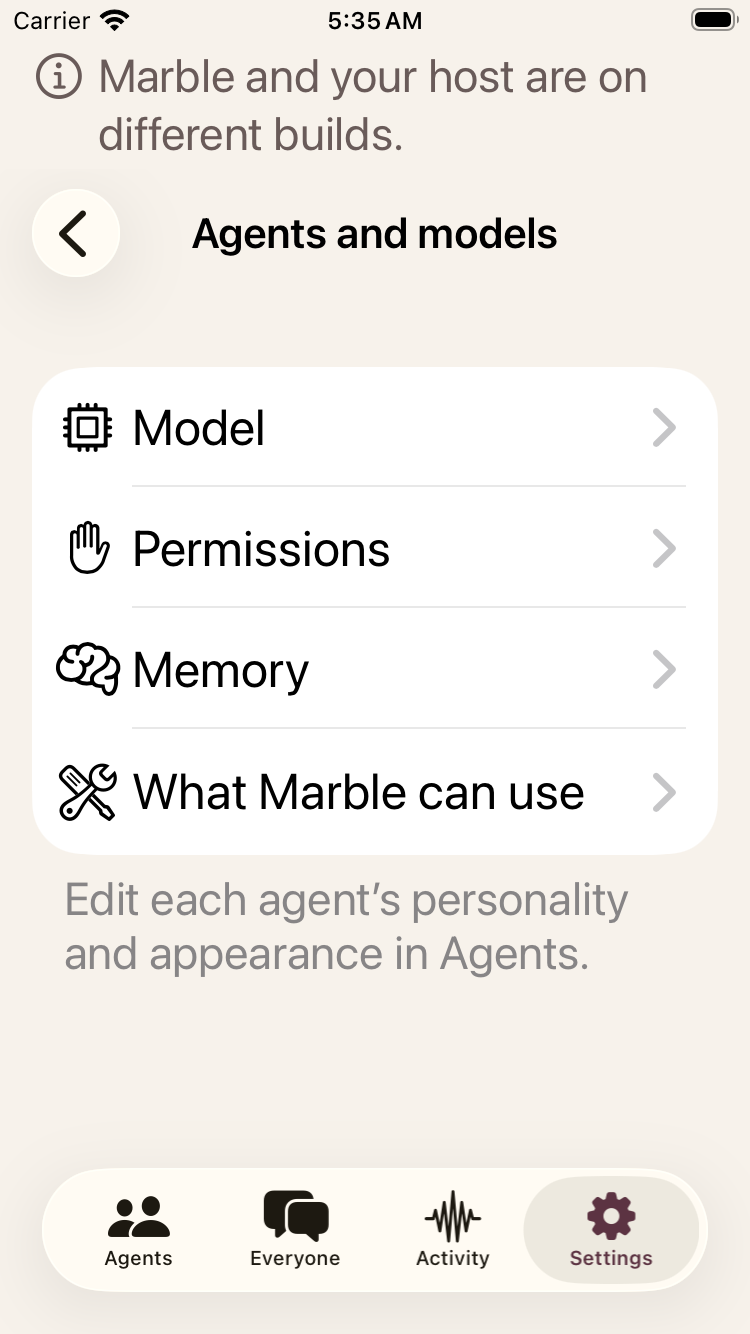 Carrier 5:35 AM
Marble and your host are on
different builds.
Agents and models
Model
Permissions
Memory
What Marble can use
Edit each agent’s personality
and appearance in Agents.
Agents Everyone Activity Settings